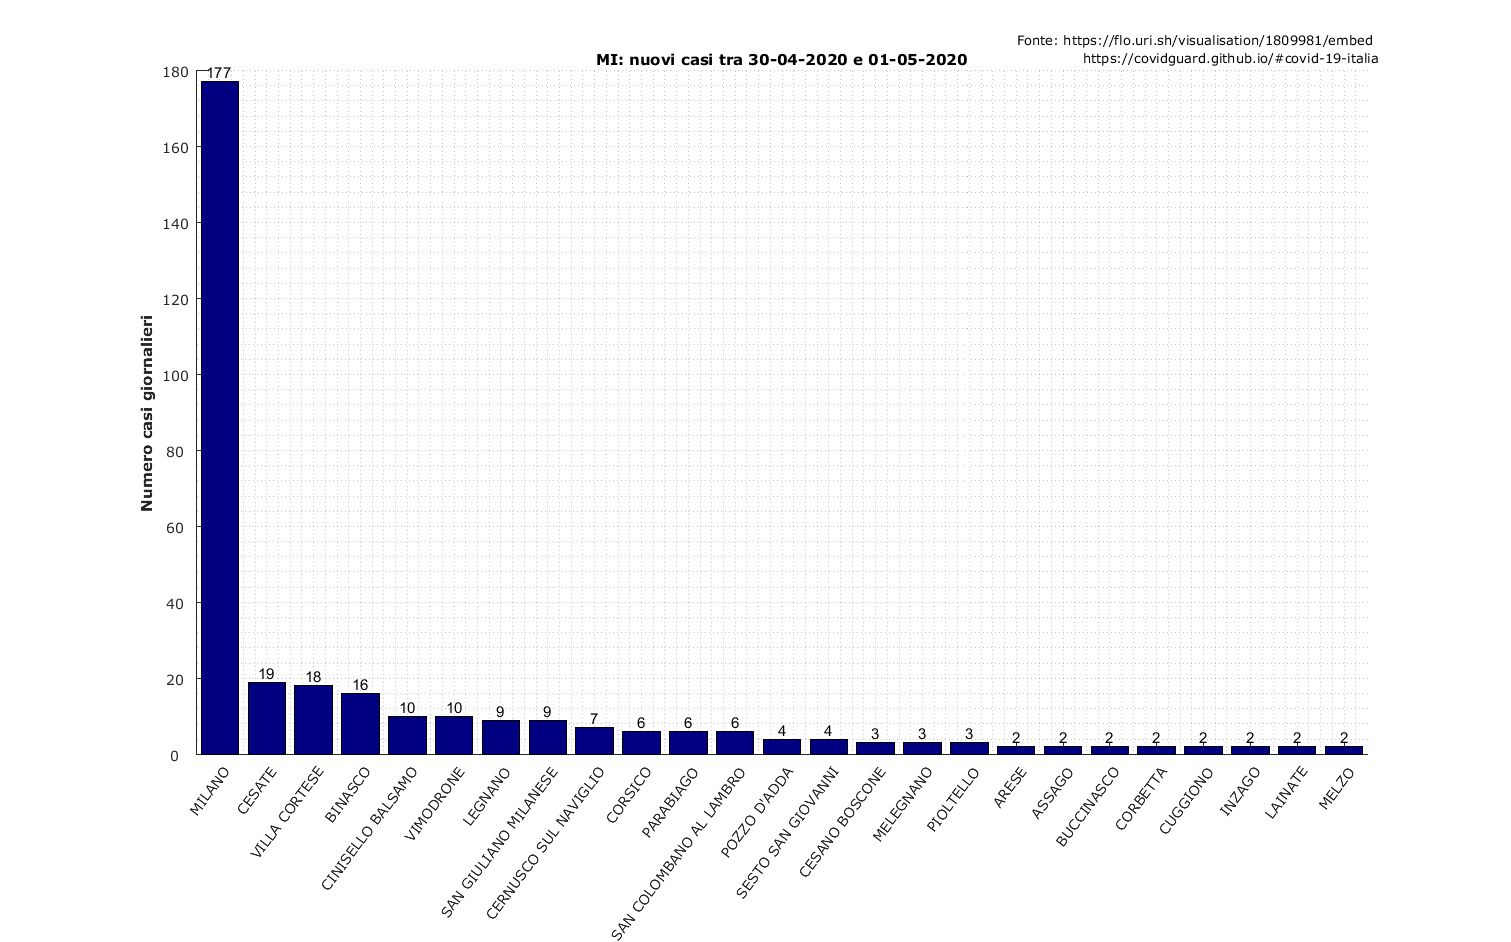 Fonte: https://flo.uri.sh/visualisation/1809981/embed
https://covidguard.github.io/#covid-19-italia
MI: nuovi casi tra 30-04-2020 e 01-05-2020
Numero casi giornalieri
180
160
140
120
100
80
60
40
20
0
177
19
18
16
10
10
9
9
7
6
6
6
4
4
3
3
3
2
2
2
2
2
2
2
2
MILANO
CESATE
VILLA CORTESE
BINASCO
CINISELLO BALSAMO
VIMODRONE
LEGNANO
SAN GIULIANO MILANESE
CERNUSCO SUL NAVIGLIO
CORSICO
PARABIAGO
SAN COLOMBANO AL LAMBRO
POZZO D'ADDA
SESTO SAN GIOVANNI
CESANO BOSCONE
MELEGNANO
PIOLTELLO
ARESE
ASSAGO
BUCCINASCO
CORBETTA
CUGGIONO
INZAGO
LAINATE
MELZO